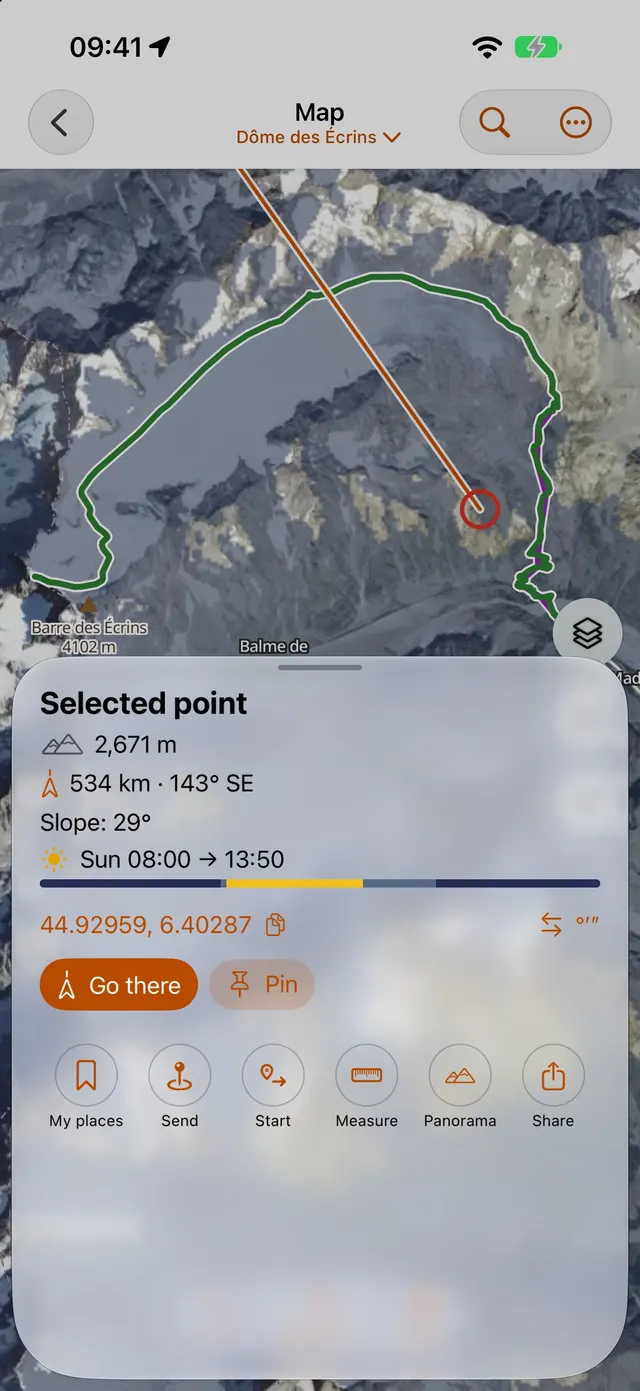 09:41
Map
Dôme des Écrins
Barre des Écrins
4102 m
Balme de
Mad
Selected point
2,671 m
534 km · 143° SE
Slope: 29°
Sun 08:00 → 13:50
44.92959, 6.40287
°′″
Go there
Pin
My places
Send
Start
Measure
Panorama
Share